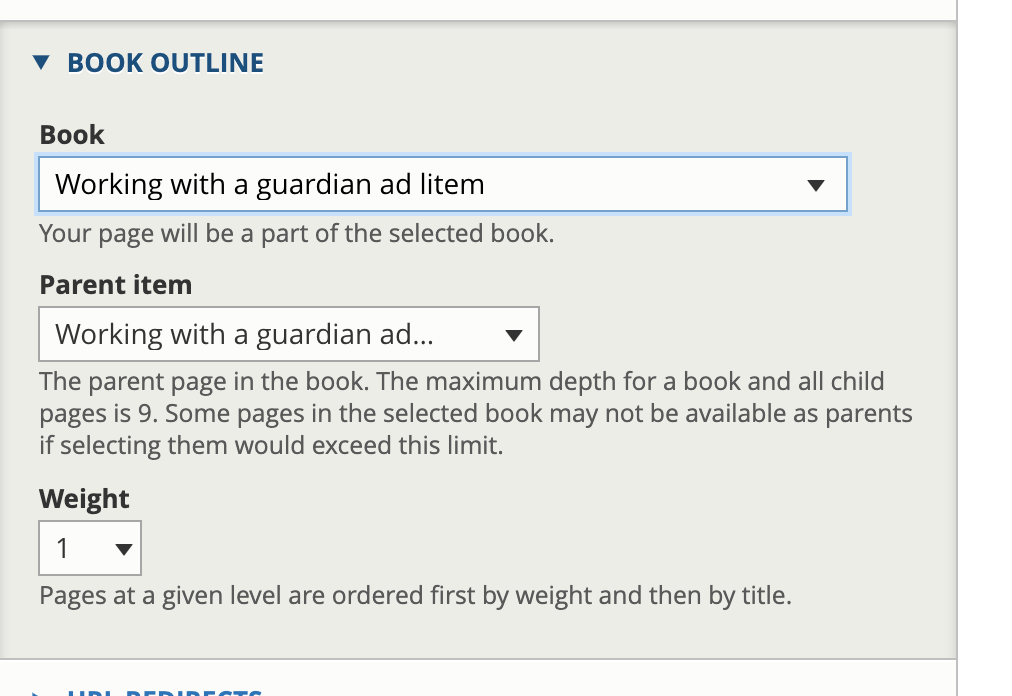 BOOK OUTLINE
Book
Working with a guardian ad litem
Your page will be a part of the selected book.
Parent item
Working with a guardian ad...
The parent page in the book. The maximum depth for a book and all child
pages is 9. Some pages in the selected book may not be available as parents
if selecting them would exceed this limit.
Weight
1
Pages at a given level are ordered first by weight and then by title.
URL REDIRECTS